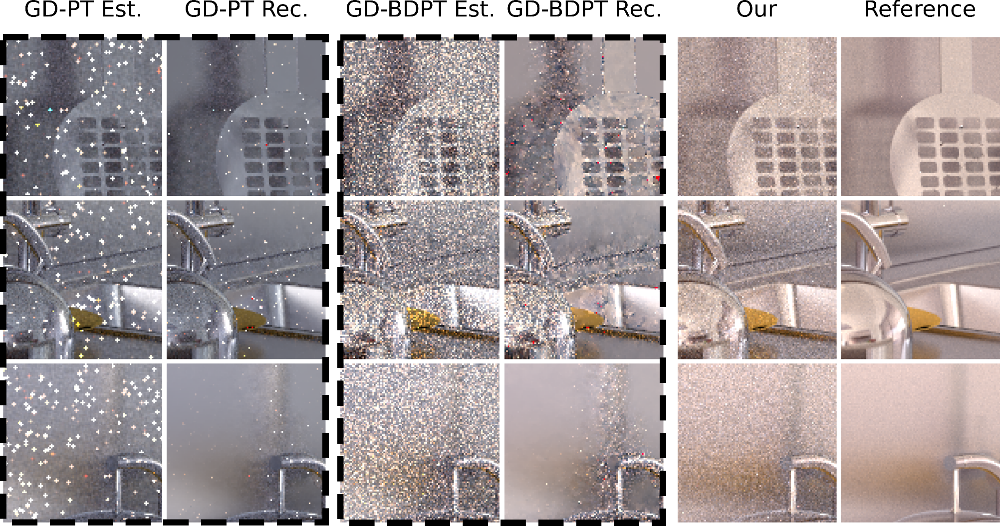 GD-PT Est. GD-PT Rec. GD-BDPT Est. GD-BDPT Rec. Our Reference